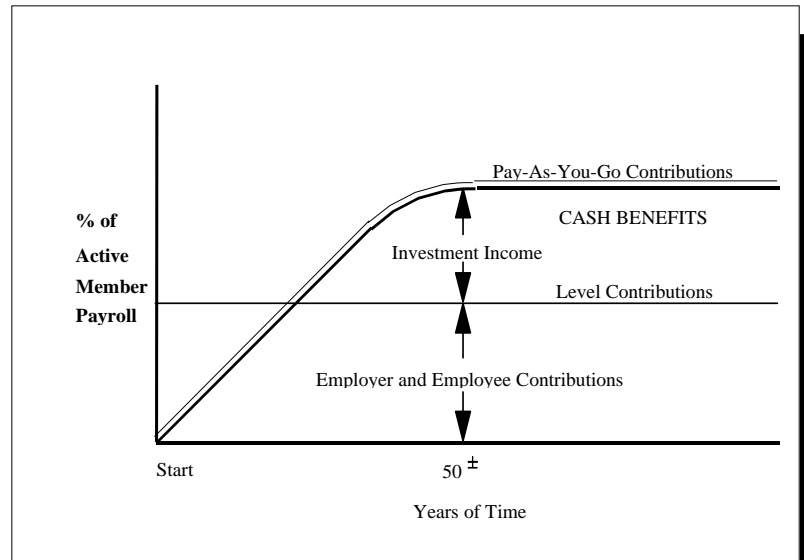 Pay-As-You-Go Contributions
CASH BENEFITS
% of
Active
Member
Payroll
Investment Income
Level Contributions
Employer and Employee Contributions
Start
50 ±
Years of Time